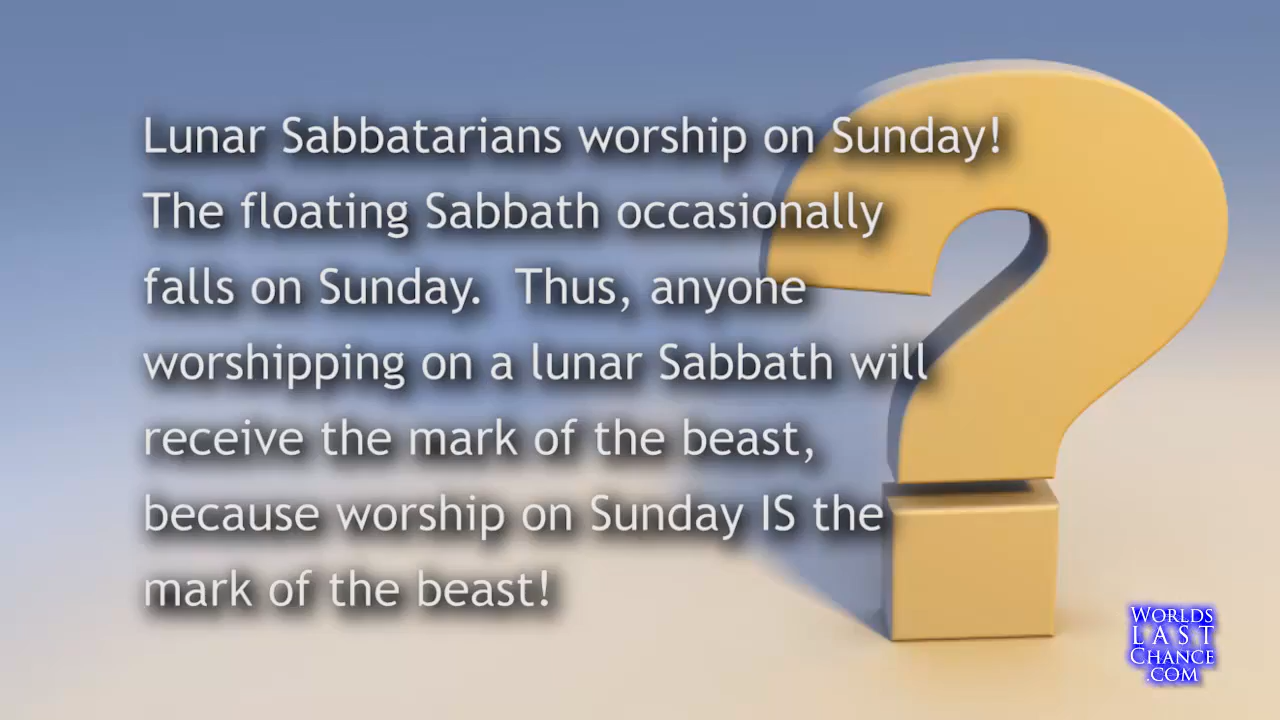 Lunar Sabbatarians worship on Sunday!
The floating Sabbath occasionally
falls on Sunday.  Thus, anyone
worshipping on a lunar Sabbath will
receive the mark of the beast,
because worship on Sunday IS the
mark of the beast!
WORLDS
LAST
CHANCE
.COM